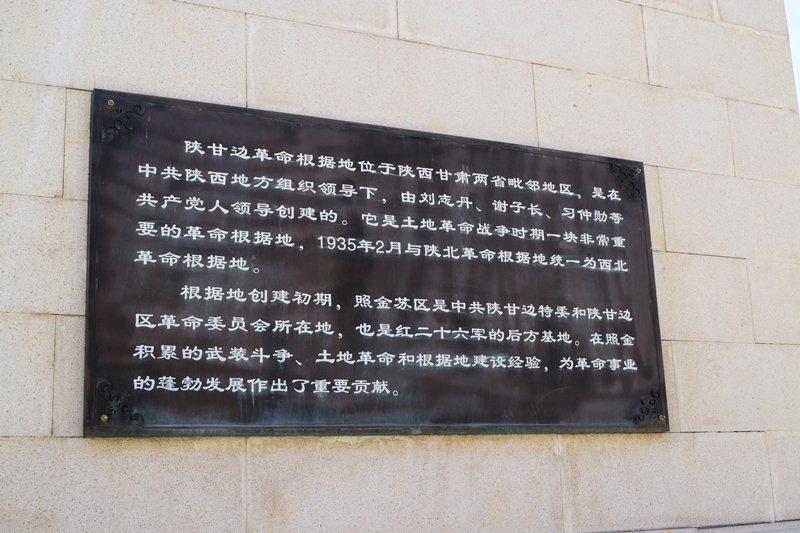 陕甘边革命根据地位于陕西甘肃两省毗邻地区，是在
中共陕西地方组织领导下，由刘志丹、谢子长、习仲勋等
共产党人领导创建的。它是土地革命战争时期一块非常重
要的革命根据地，1935年2月与陕北革命根据地统一为西北
革命根据地。
根据地创建初期，照金苏区是中共陕甘边特委和陕甘边
区革命委员会所在地，也是红二十六军的后方基地。在照金
积累的武装斗争、土地革命和根据地建设经验，为革命事业
的蓬勃发展作出了重要贡献。